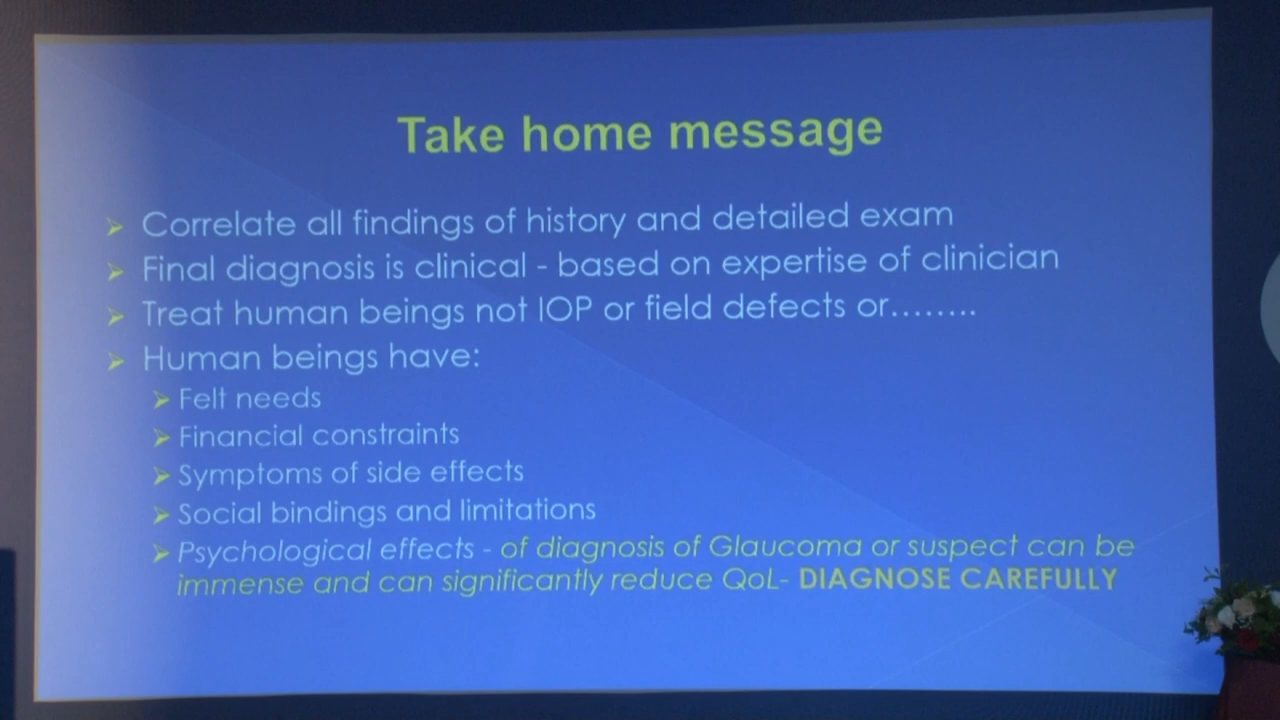 Take home message
Correlate all findings of history and detailed exam
Final diagnosis is clinical - based on expertise of clinician
Treat human beings not IOP or field defects or........
Human beings have:
Felt needs
Financial constraints
Symptoms of side effects
Social bindings and limitations
Psychological effects - of diagnosis of Glaucoma or suspect can be
immense and can significantly reduce QoL- DIAGNOSE CAREFULLY